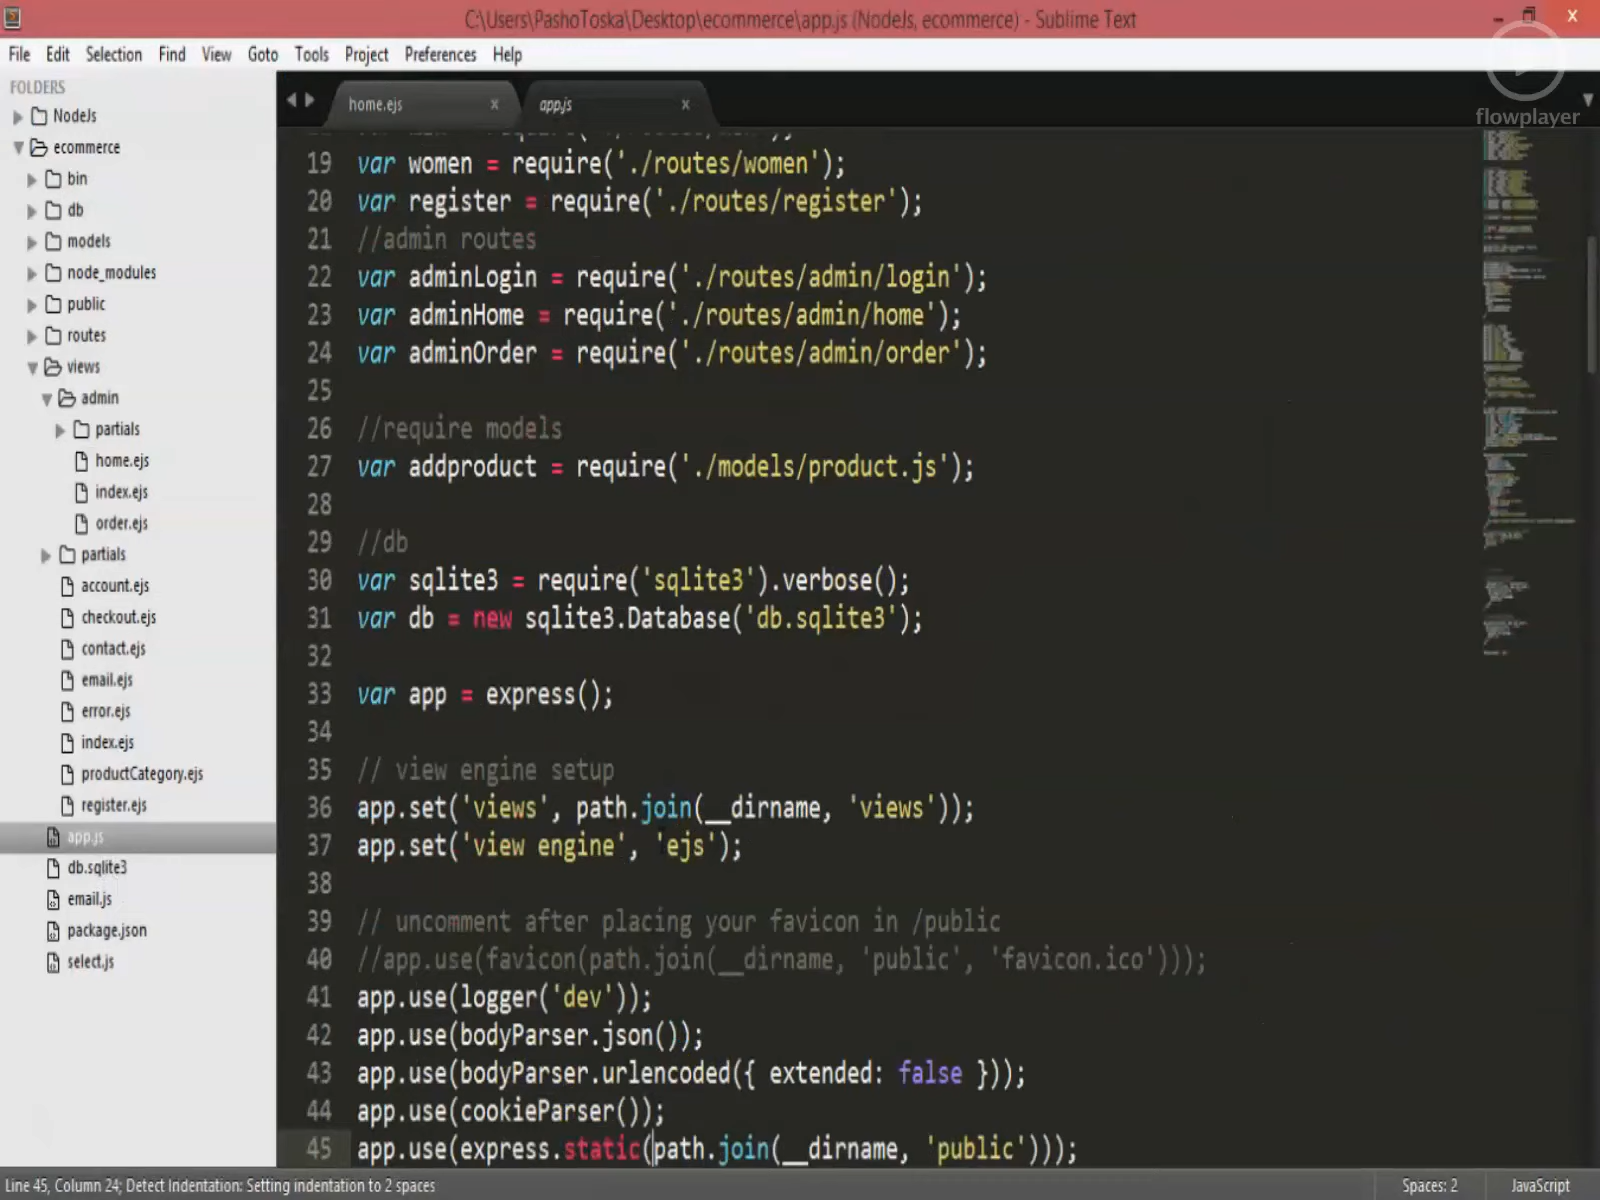 C:\Users\PashoToska\Desktop\ecommerce\app.js (NodeJs, ecommerce) - Sublime Text
File Edit Selection Find View Goto Tools Project Preferences Help
flowplayer
FOLDERS
NodeJs
ecommerce
bin
db
models
node_modules
public
routes
views
admin
partials
home.ejs
index.ejs
order.ejs
partials
account.ejs
checkout.ejs
contact.ejs
email.ejs
error.ejs
index.ejs
productCategory.ejs
register.ejs
app.js
db.sqlite3
email.js
package.json
select.js
home.ejs x app.js x
19 var women = require('./routes/women');
20 var register = require('./routes/register');
21 //admin routes
22 var adminLogin = require('./routes/admin/login');
23 var adminHome = require('./routes/admin/home');
24 var adminOrder = require('./routes/admin/order');
25
26 //require models
27 var addproduct = require('./models/product.js');
28
29 //db
30 var sqlite3 = require('sqlite3').verbose();
31 var db = new sqlite3.Database('db.sqlite3');
32
33 var app = express();
34
35 // view engine setup
36 app.set('views', path.join(__dirname, 'views'));
37 app.set('view engine', 'ejs');
38
39 // uncomment after placing your favicon in /public
40 //app.use(favicon(path.join(__dirname, 'public', 'favicon.ico')));
41 app.use(logger('dev'));
42 app.use(bodyParser.json());
43 app.use(bodyParser.urlencoded({ extended: false }));
44 app.use(cookieParser());
45 app.use(express.static(path.join(__dirname, 'public')));
Line 45, Column 24; Detect Indentation: Setting indentation to 2 spaces
Spaces: 2 JavaScript